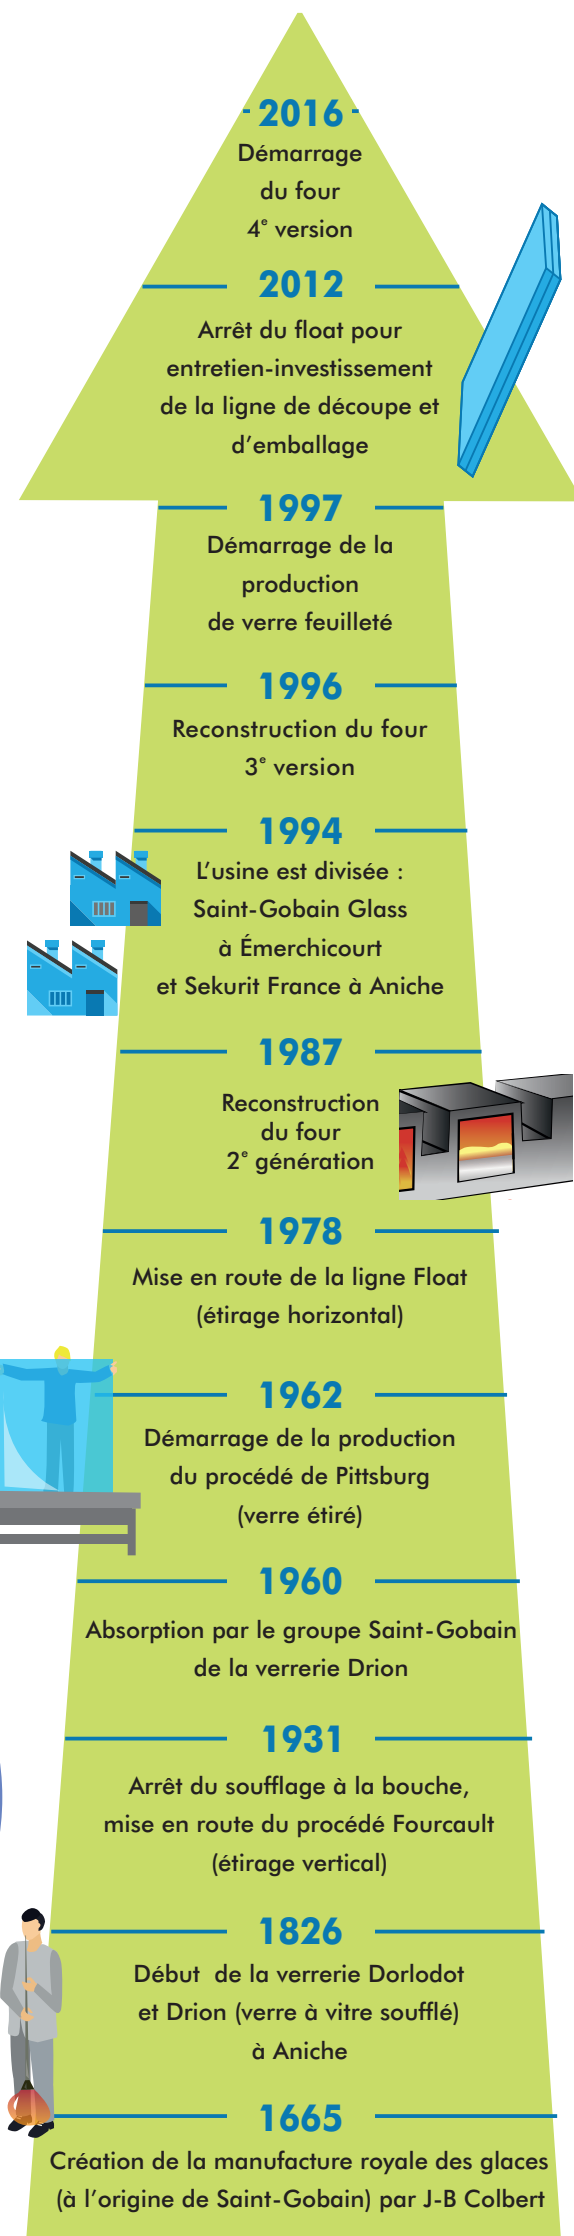 2016
Démarrage
du four
4e version
2012
Arrêt du float pour
entretien-investissement
de la ligne de découpe et
d’emballage
1997
Démarrage de la
production
de verre feuilleté
1996
Reconstruction du four
3e version
1994
L’usine est divisée :
Saint-Gobain Glass
à Émerchicourt
et Sekurit France à Aniche
1987
Reconstruction
du four
2e génération
1978
Mise en route de la ligne Float
(étirage horizontal)
1962
Démarrage de la production
du procédé de Pittsburg
(verre étiré)
1960
Absorption par le groupe Saint-Gobain
de la verrerie Drion
1931
Arrêt du soufflage à la bouche,
mise en route du procédé Fourcault
(étirage vertical)
1826
Début de la verrerie Dorlodot
et Drion (verre à vitre soufflé)
à Aniche
1665
Création de la manufacture royale des glaces
(à l’origine de Saint-Gobain) par J-B Colbert